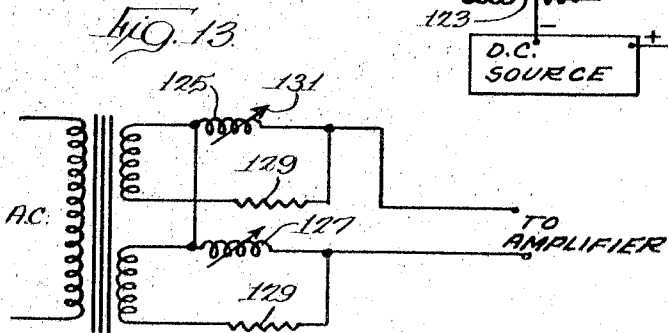 Fig. 13.
123
-
+
D.C.
SOURCE
125
131
129
A.C.
127
TO
AMPLIFIER
129